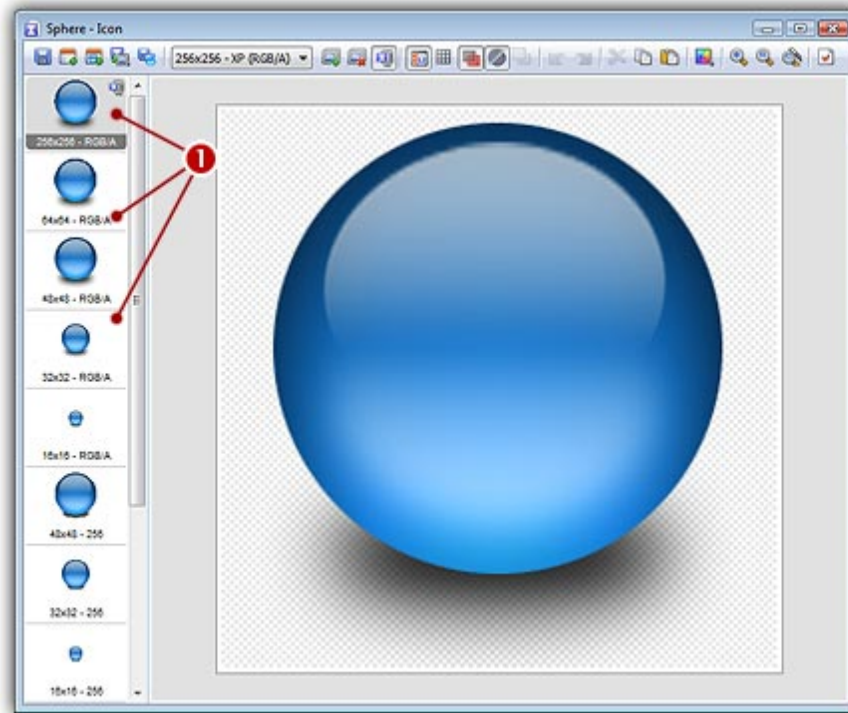 Sphere - Icon
256x256 - XP (RGB/A)
256x256 - RGB/A
1
64x64 - RGB/A
48x48 - RGB/A
32x32 - RGB/A
16x16 - RGB/A
48x48 - 256
32x32 - 256
16x16 - 256